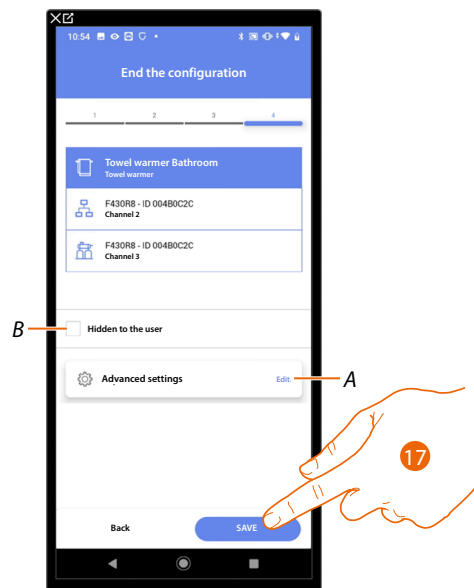 10:54
End the configuration
1 2 3 4
Towel warmer Bathroom
Towel warmer
F430R8 - ID 004B0C2C
Channel 2
F430R8 - ID 004B0C2C
Channel 3
B
Hidden to the user
Advanced settings
Edit
A
17
Back
SAVE